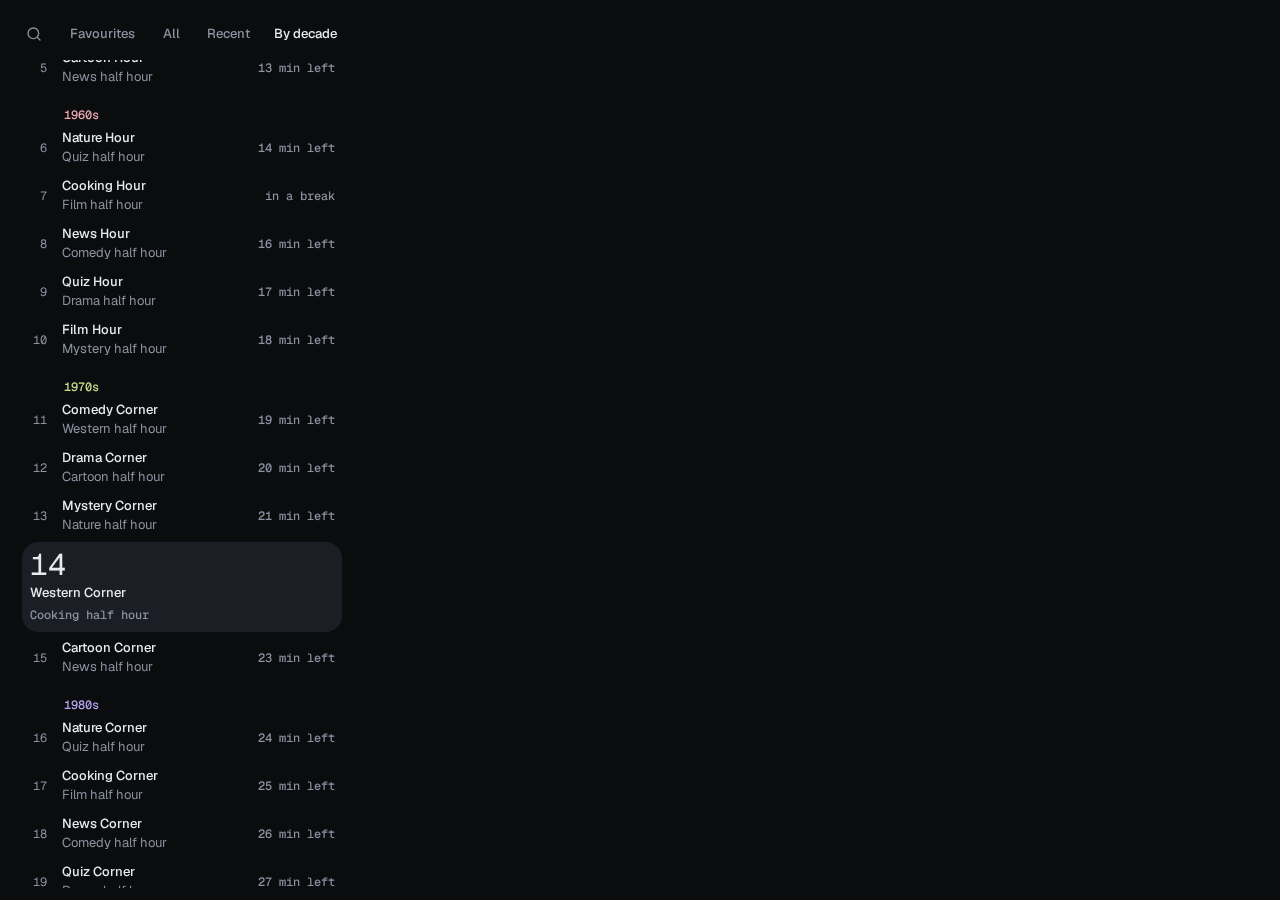 Favourites All Recent By decade
5 Cartoon Hour 13 min left
News half hour
1960s
6 Nature Hour 14 min left
Quiz half hour
7 Cooking Hour in a break
Film half hour
8 News Hour 16 min left
Comedy half hour
9 Quiz Hour 17 min left
Drama half hour
10 Film Hour 18 min left
Mystery half hour
1970s
11 Comedy Corner 19 min left
Western half hour
12 Drama Corner 20 min left
Cartoon half hour
13 Mystery Corner 21 min left
Nature half hour
14
Western Corner
Cooking half hour
15 Cartoon Corner 23 min left
News half hour
1980s
16 Nature Corner 24 min left
Quiz half hour
17 Cooking Corner 25 min left
Film half hour
18 News Corner 26 min left
Comedy half hour
19 Quiz Corner 27 min left